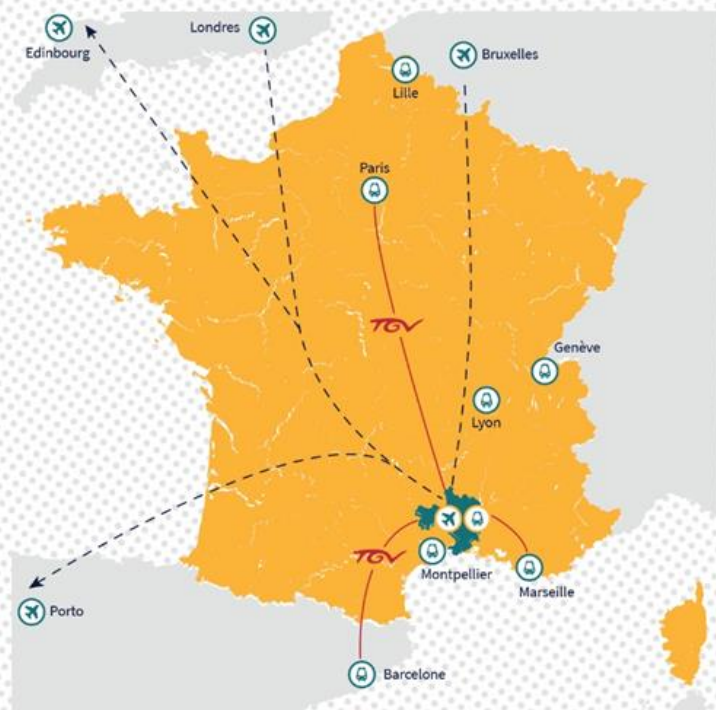 Edinbourg
Londres
Bruxelles
Lille
Paris
TGV
Genève
Lyon
TGV
Montpellier
Marseille
Porto
Barcelone